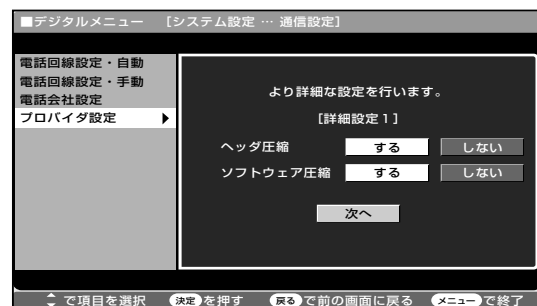 ■デジタルメニュー [システム設定 … 通信設定]
電話回線設定・自動
電話回線設定・手動
電話会社設定
プロバイダ設定
より詳細な設定を行います。
[詳細設定1]
ヘッダ圧縮 する しない
ソフトウェア圧縮 する しない
次へ
で項目を選択 決定を押す 戻るで前の画面に戻る メニューで終了